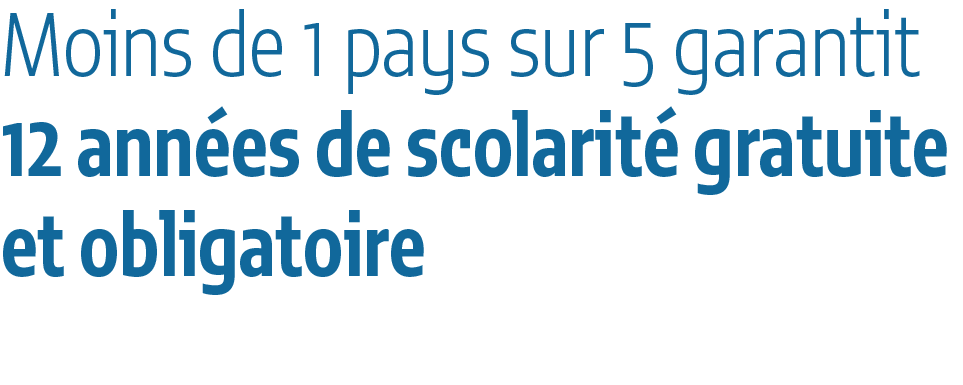 Moins de 1 pays sur 5 garantit
12 années de scolarité gratuite
et obligatoire